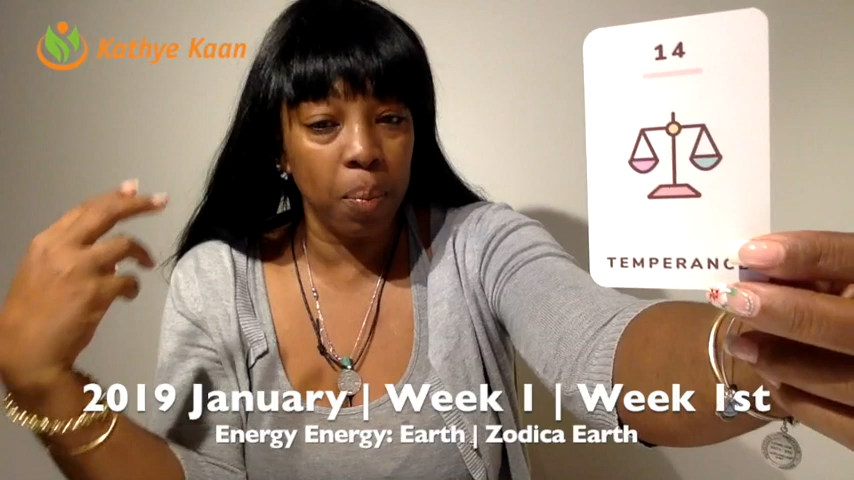 Kathye Kaan
14
TEMPERANCE
2019 January | Week 1 | Week 1st
Energy Energy: Earth | Zodica Earth